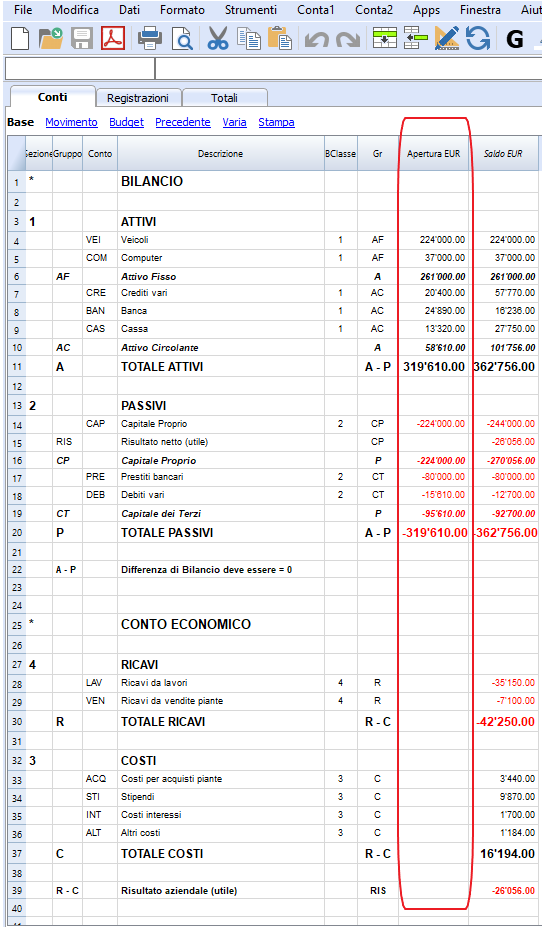 File Modifica Dati Formato Strumenti Conta1 Conta2 Apps Finestra Aiut
G
Conti Registrazioni Totali
Base Movimento Budget Precedente Varia Stampa
Sezione Gruppo Conto Descrizione BClasse Gr Apertura EUR Saldo EUR
1 * BILANCIO
2
3 1 ATTIVI
4 VEI Veicoli 1 AF 224'000.00 224'000.00
5 COM Computer 1 AF 37'000.00 37'000.00
6 AF Attivo Fisso A 261'000.00 261'000.00
7 CRE Crediti vari 1 AC 20'400.00 57'770.00
8 BAN Banca 1 AC 24'890.00 16'236.00
9 CAS Cassa 1 AC 13'320.00 27'750.00
10 AC Attivo Circolante A 58'610.00 101'756.00
11 A TOTALE ATTIVI A - P 319'610.00 362'756.00
12
13 2 PASSIVI
14 CAP Capitale Proprio 2 CP -224'000.00 -244'000.00
15 RIS Risultato netto (utile) CP -26'056.00
16 CP Capitale Proprio P -224'000.00 -270'056.00
17 PRE Prestiti bancari 2 CT -80'000.00 -80'000.00
18 DEB Debiti vari 2 CT -15'610.00 -12'700.00
19 CT Capitale dei Terzi P -95'610.00 -92'700.00
20 P TOTALE PASSIVI A - P -319'610.00 -362'756.00
21
22 A - P Differenza di Bilancio deve essere = 0
23
24
25 * CONTO ECONOMICO
26
27 4 RICAVI
28 LAV Ricavi da lavori 4 R -35'150.00
29 VEN Ricavi da vendite piante 4 R -7'100.00
30 R TOTALE RICAVI R - C -42'250.00
31
32 3 COSTI
33 ACQ Costi per acquisti piante 3 C 3'440.00
34 STI Stipendi 3 C 9'870.00
35 INT Costi interessi 3 C 1'700.00
36 ALT Altri costi 3 C 1'184.00
37 C TOTALE COSTI R - C 16'194.00
38
39 R - C Risultato aziendale (utile) RIS -26'056.00
40